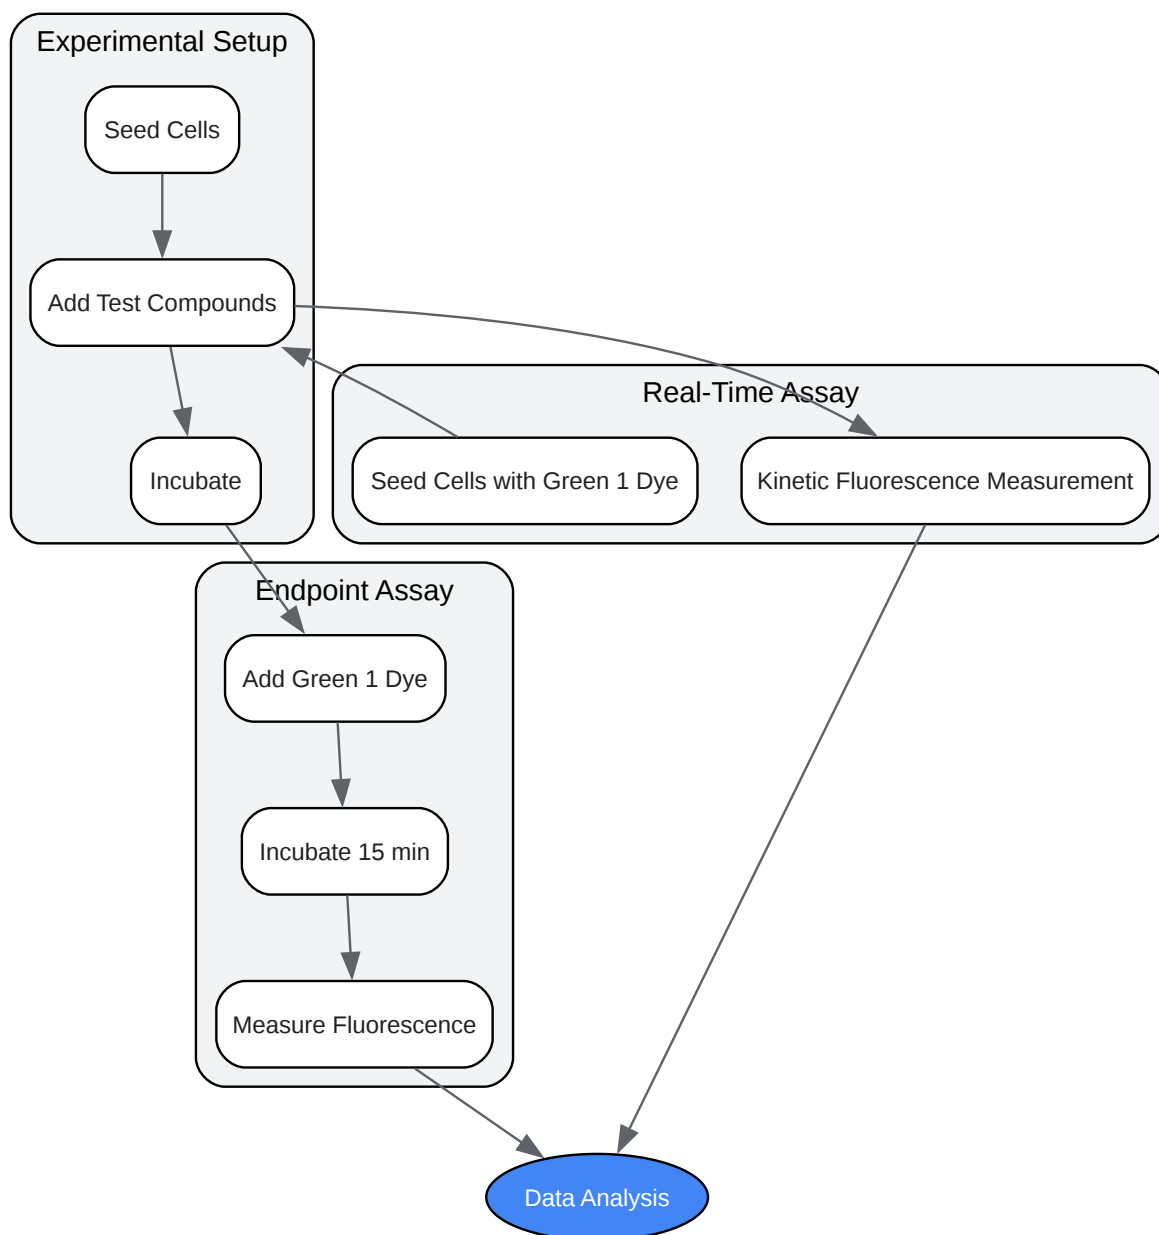 Experimental Setup
Seed Cells
Add Test Compounds
Incubate
Real-Time Assay
Seed Cells with Green 1 Dye
Kinetic Fluorescence Measurement
Endpoint Assay
Add Green 1 Dye
Incubate 15 min
Measure Fluorescence
Data Analysis